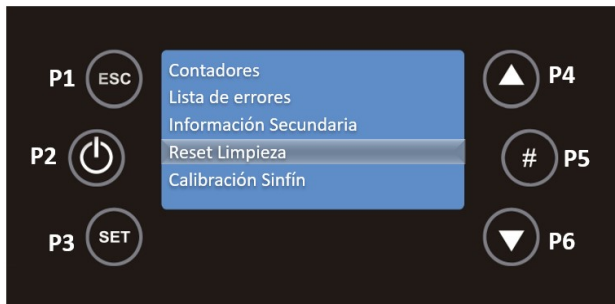 P1 ESC
P2
P3 SET
Contadores
Lista de errores
Información Secundaria
Reset Limpieza
Calibración Sinfín
P4
# P5
P6